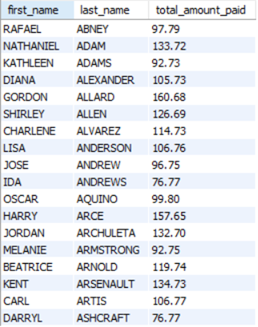 first_name last_name total_amount_paid
RAFAEL ABNEY 97.79
NATHANIEL ADAM 133.72
KATHLEEN ADAMS 92.73
DIANA ALEXANDER 105.73
GORDON ALLARD 160.68
SHIRLEY ALLEN 126.69
CHARLENE ALVAREZ 114.73
LISA ANDERSON 106.76
JOSE ANDREW 96.75
IDA ANDREWS 76.77
OSCAR AQUINO 99.80
HARRY ARCE 157.65
JORDAN ARCHULETA 132.70
MELANIE ARMSTRONG 92.75
BEATRICE ARNOLD 119.74
KENT ARSENAULT 134.73
CARL ARTIS 106.77
DARRYL ASHCRAFT 76.77